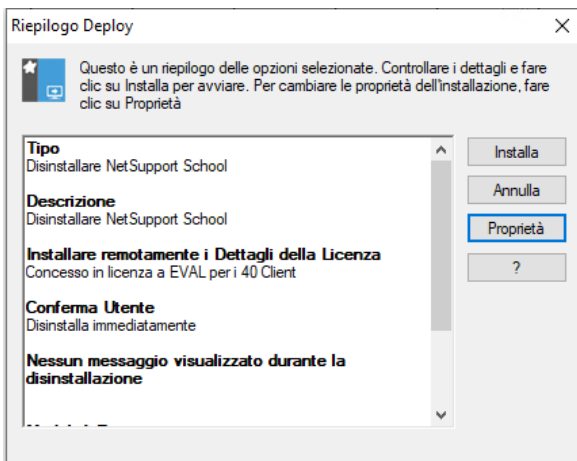 Riepilogo Deploy
Questo è un riepilogo delle opzioni selezionate. Controllare i dettagli e fare
clic su Installa per avviare. Per cambiare le proprietà dell'installazione, fare
clic su Proprietà
Tipo
Disinstallare NetSupport School
Descrizione
Disinstallare NetSupport School
Installare remotamente i Dettagli della Licenza
Concesso in licenza a EVAL per i 40 Client
Conferma Utente
Disinstalla immediatamente
Nessun messaggio visualizzato durante la
disinstallazione
Installa
Annulla
Proprietà
?